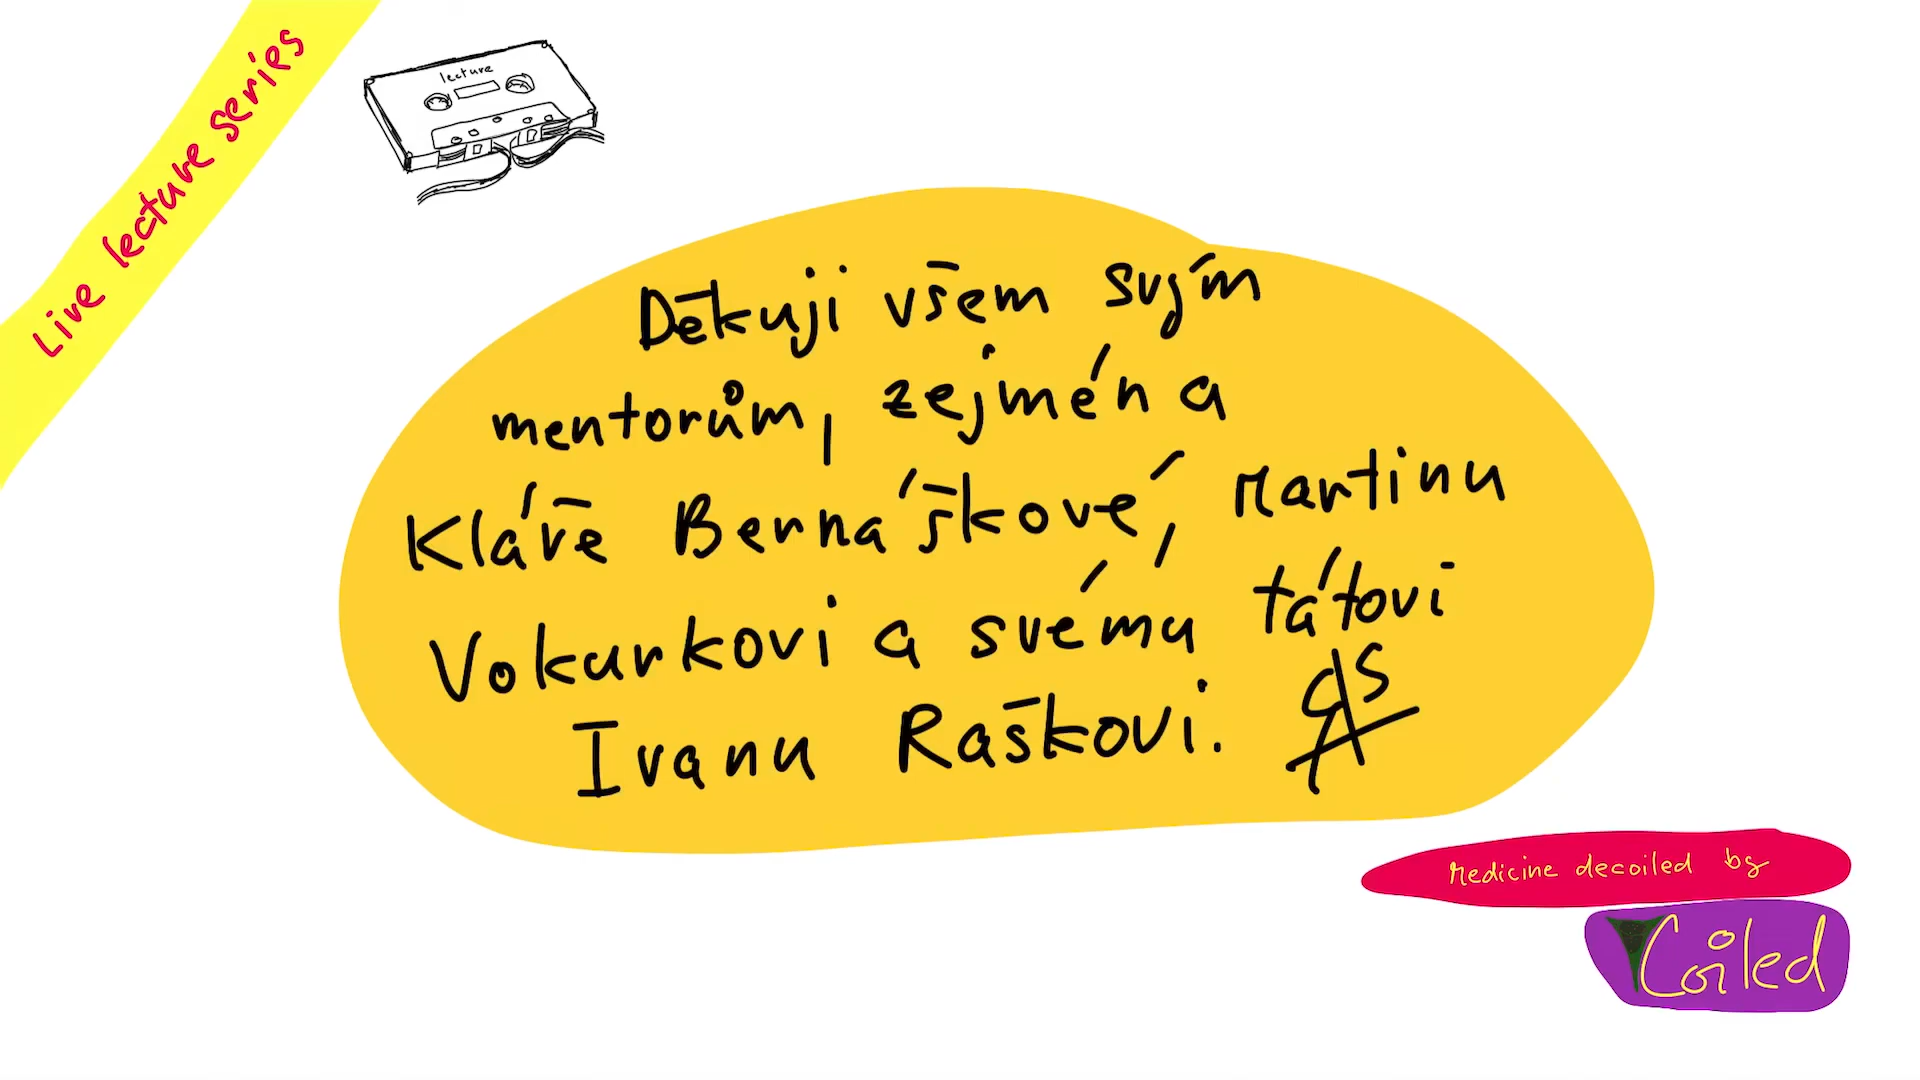 Live lecture series
lecture
Děkuji všem svým
mentorům, zejména
Kláře Bernáškové, Martinu
Vokurkovi a svému tátovi
Ivanu Raškovi.
Medicine decoiled by
Coiled